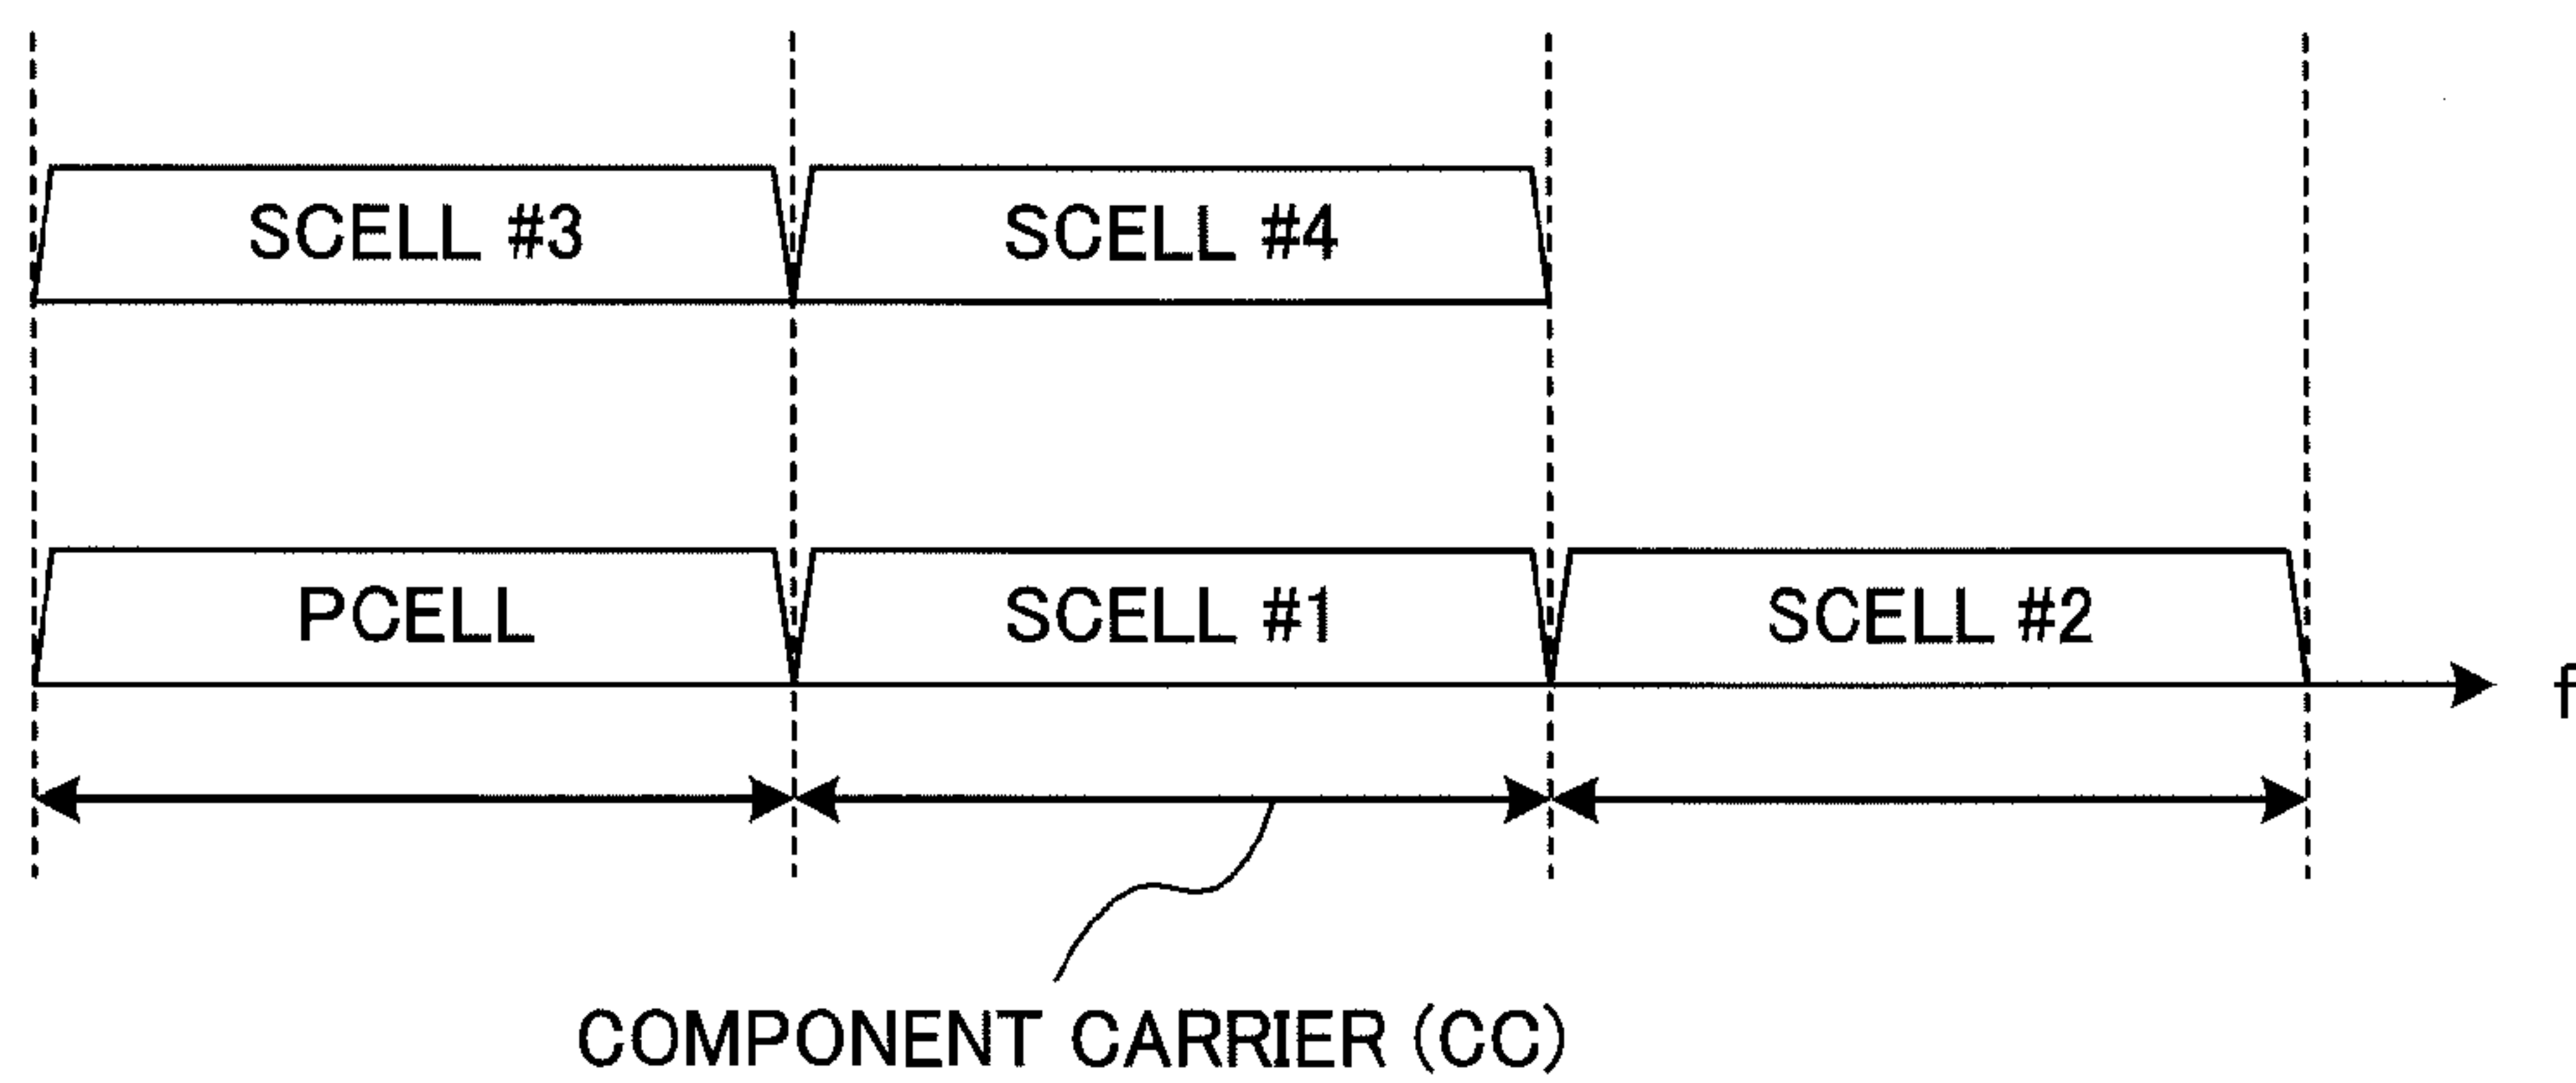 SCELL #3 SCELL #4
PCELL SCELL #1 SCELL #2
f
COMPONENT CARRIER (CC)